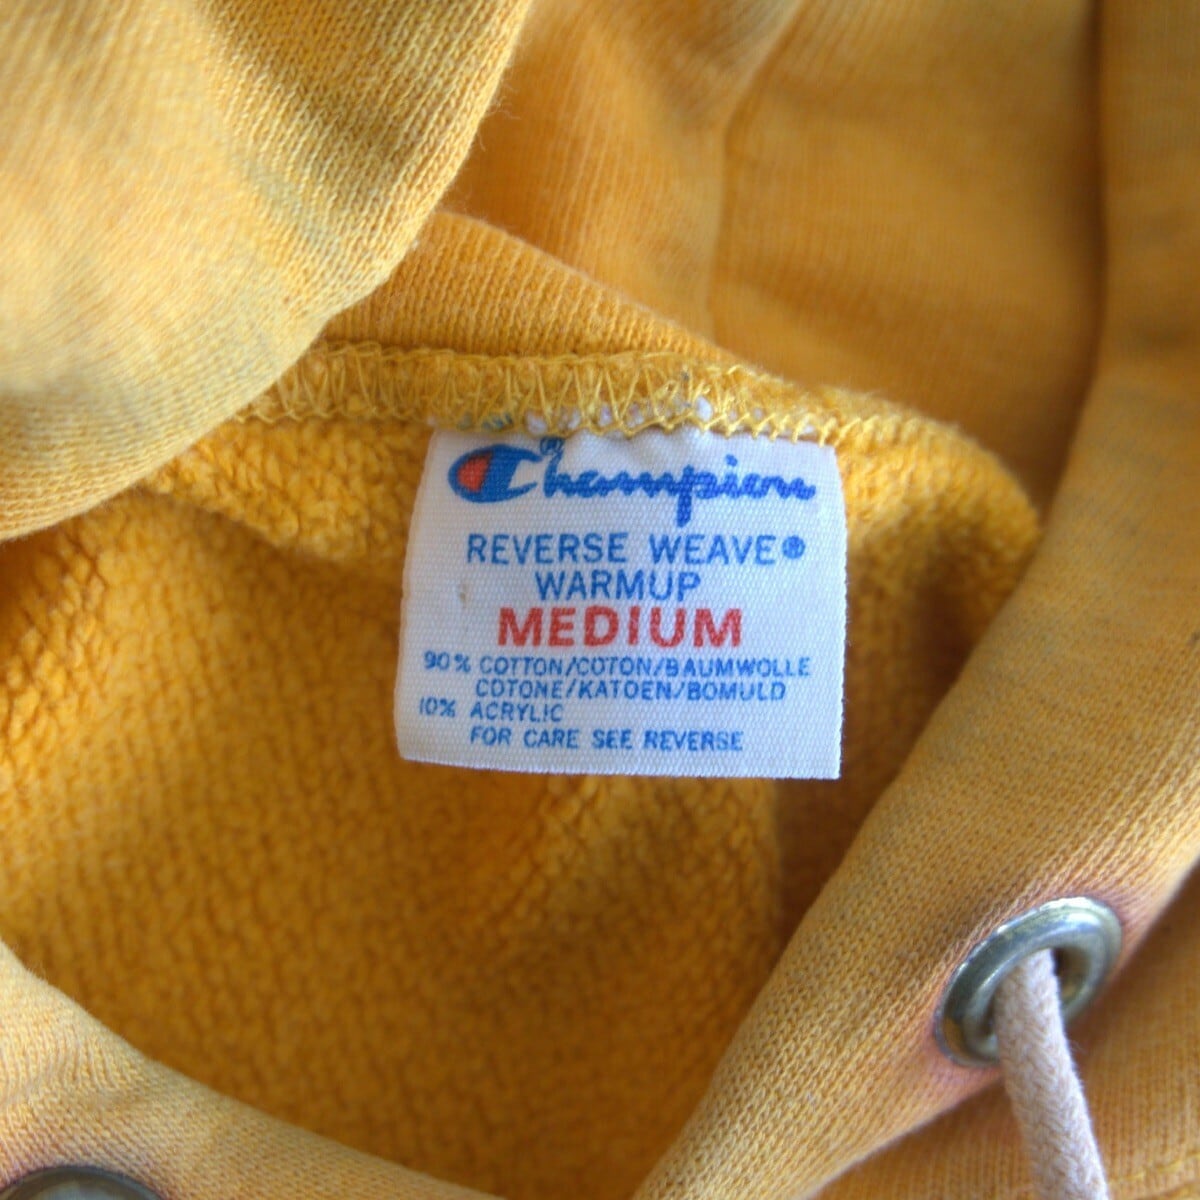 Champion®
REVERSE WEAVE®
WARMUP
MEDIUM
90% COTTON/COTON/BAUMWOLLE
COTONE/KATOEN/BOMULD
10% ACRYLIC
FOR CARE SEE REVERSE